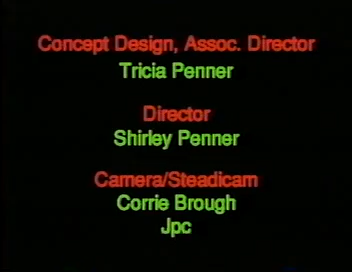 Concept Design, Assoc. Director
Tricia Penner
Director
Shirley Penner
Camera/Steadicam
Corrie Brough
Jpc